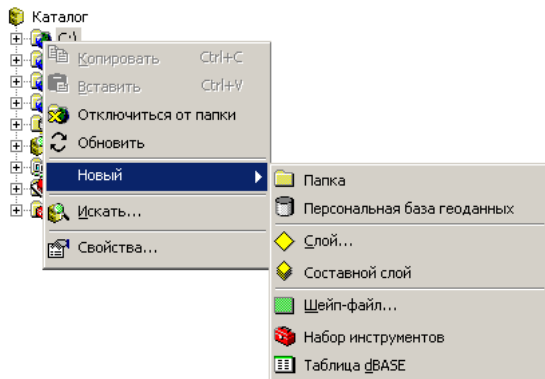 Каталог
C:\
Копировать Ctrl+C
Вставить Ctrl+V
Отключиться от папки
Обновить
Новый
Искать...
Свойства...
Папка
Персональная база геоданных
Слой...
Составной слой
Шейп-файл...
Набор инструментов
Таблица dBASE